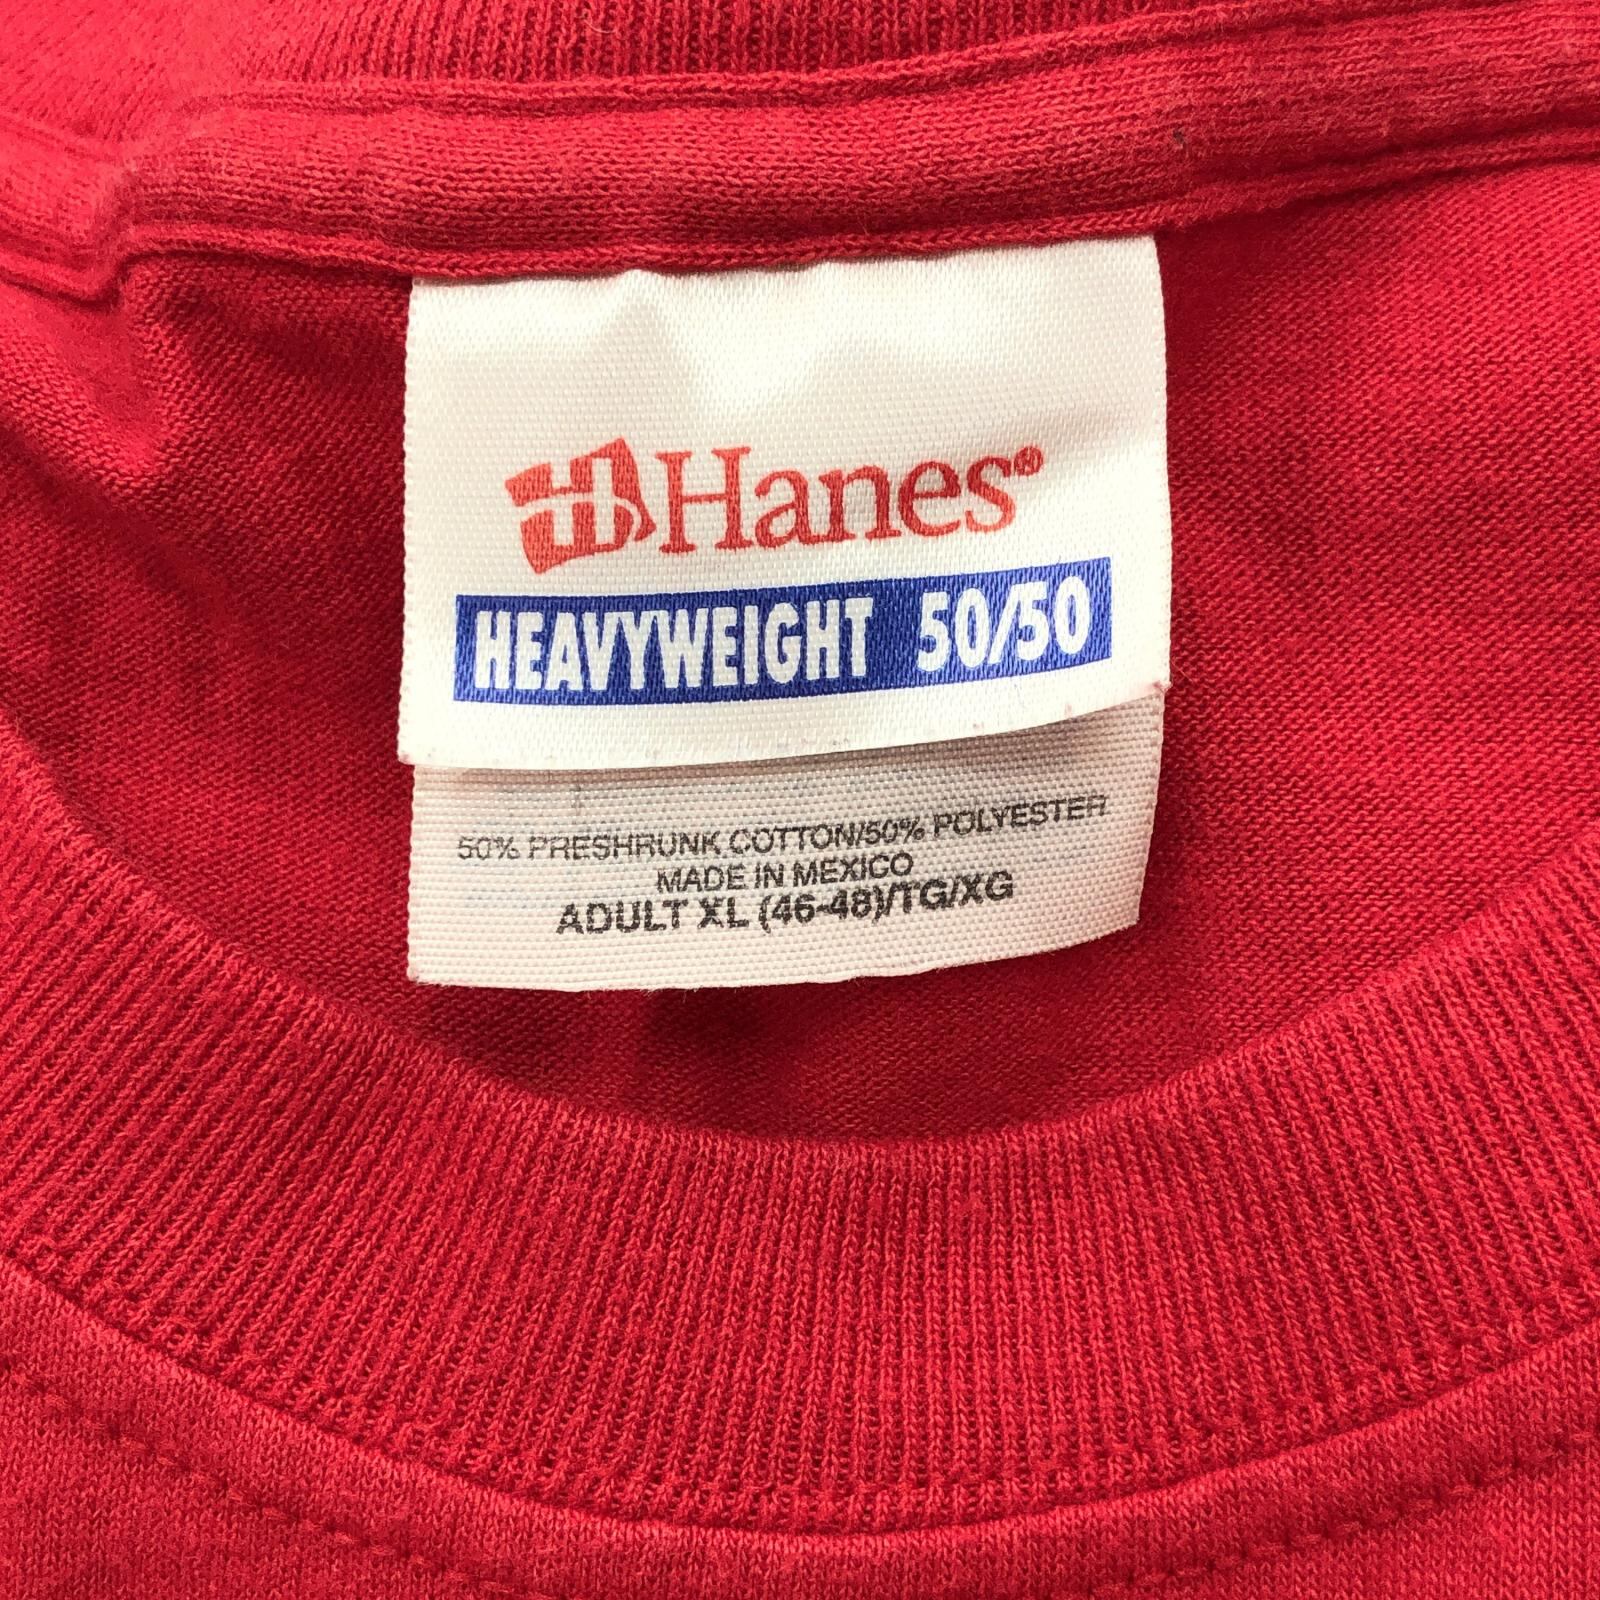 Hanes®
HEAVYWEIGHT 50/50
50% PRESHRUNK COTTON/50% POLYESTER
MADE IN MEXICO
ADULT XL (46-48)/TG/XG